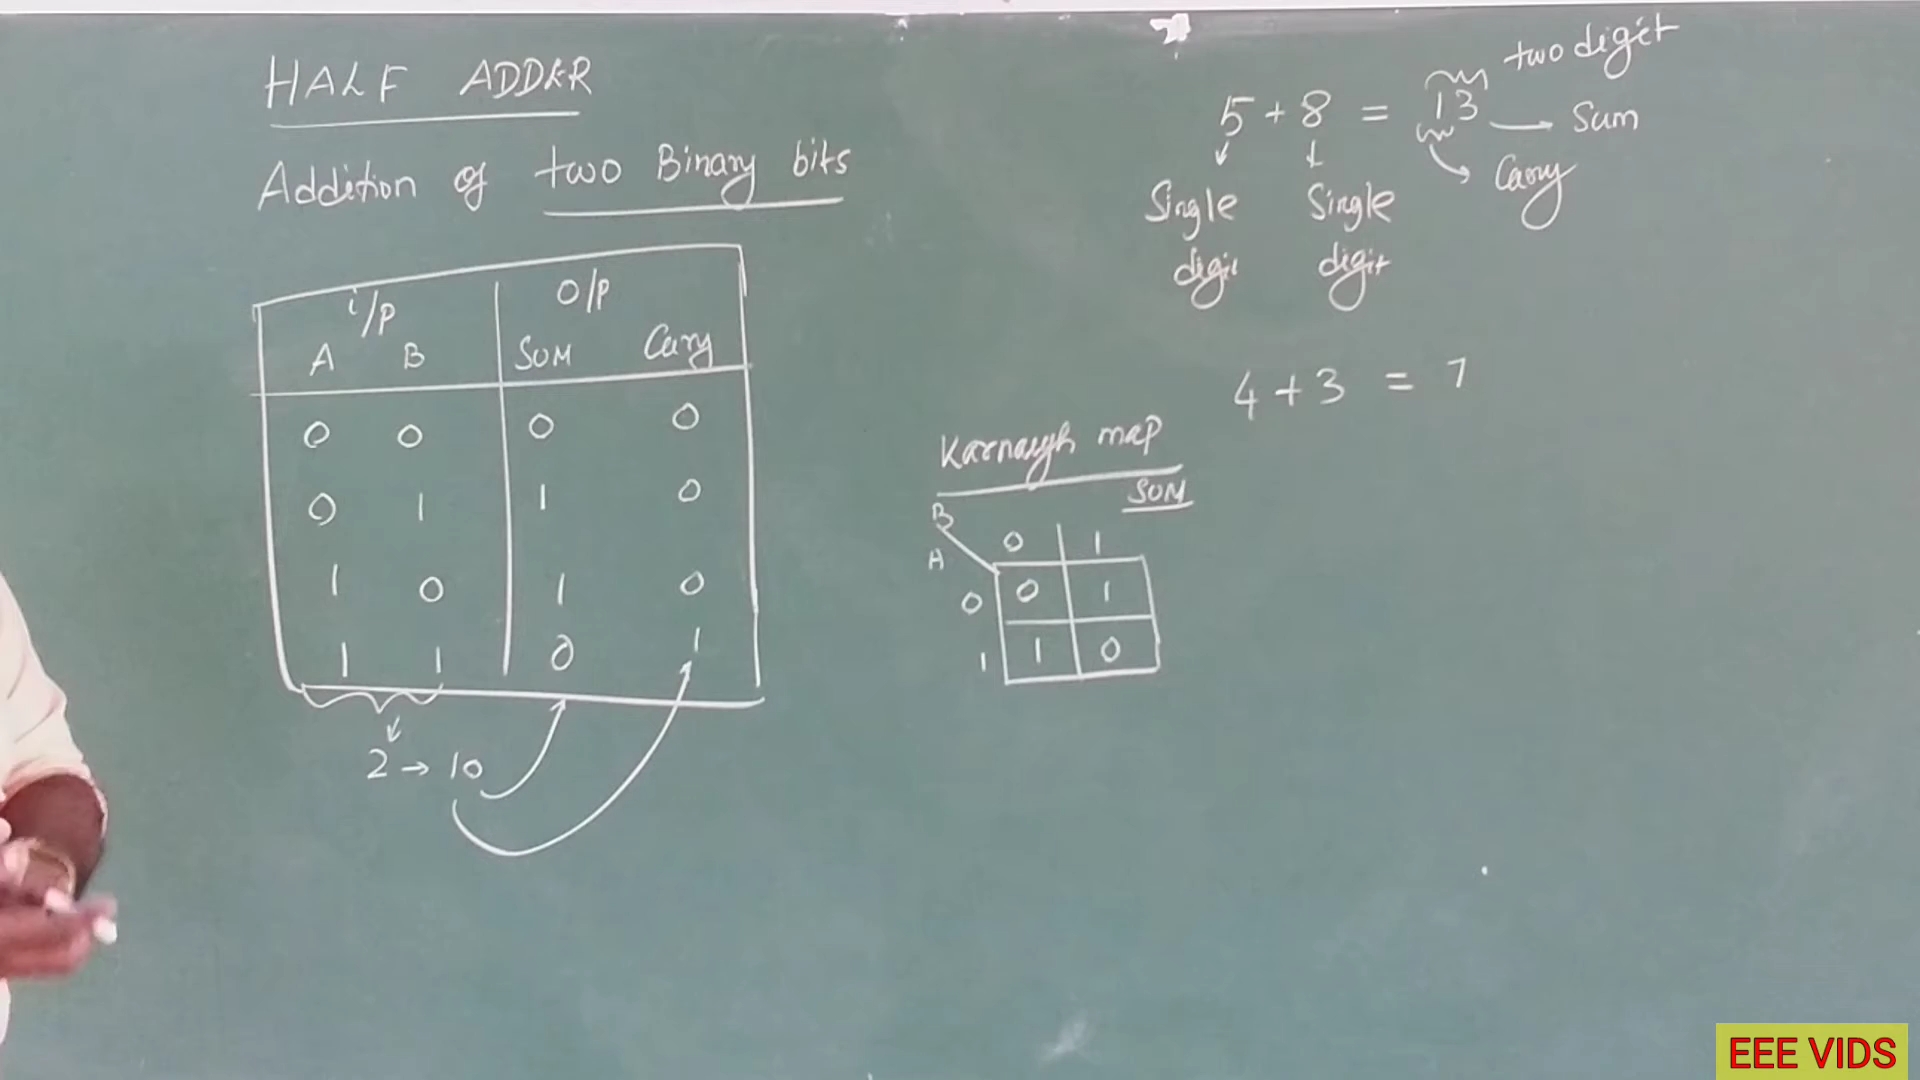 HALF ADDER
Addition of two Binary bits
i/p O/P
A B SUM Carry
0 0 0 0
0 1 1 0
1 0 1 0
1 1 0 1
2 → 10
two digit
5 + 8 = 13 Sum
Carry
Single Single
digit digit
4 + 3 = 7
Karnaugh map
SUM
B
A
0 1
0 0 1
1 1 0
EEE VIDS